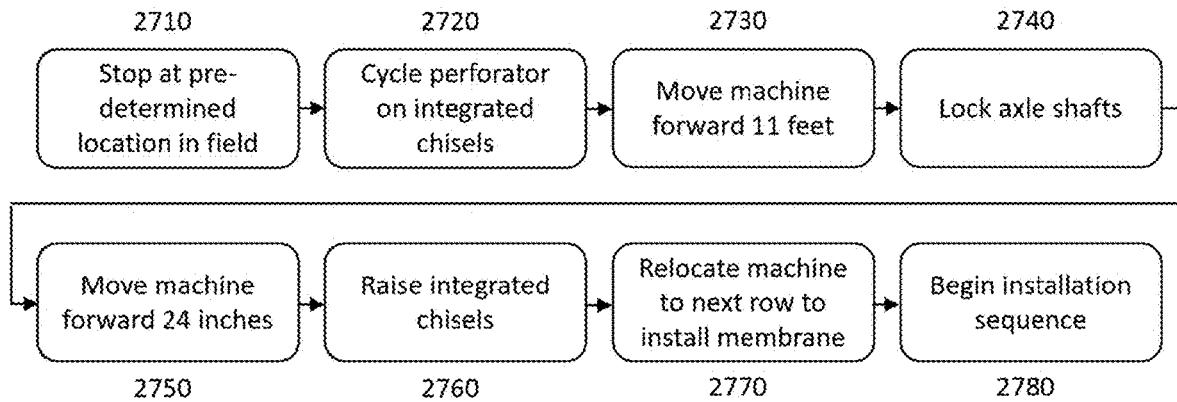 2710
2720
2730
2740
Stop at pre-
determined
location in field
Cycle perforator
on integrated
chisels
Move machine
forward 11 feet
Lock axle shafts
Move machine
forward 24 inches
Raise integrated
chisels
Relocate machine
to next row to
install membrane
Begin installation
sequence
2750
2760
2770
2780